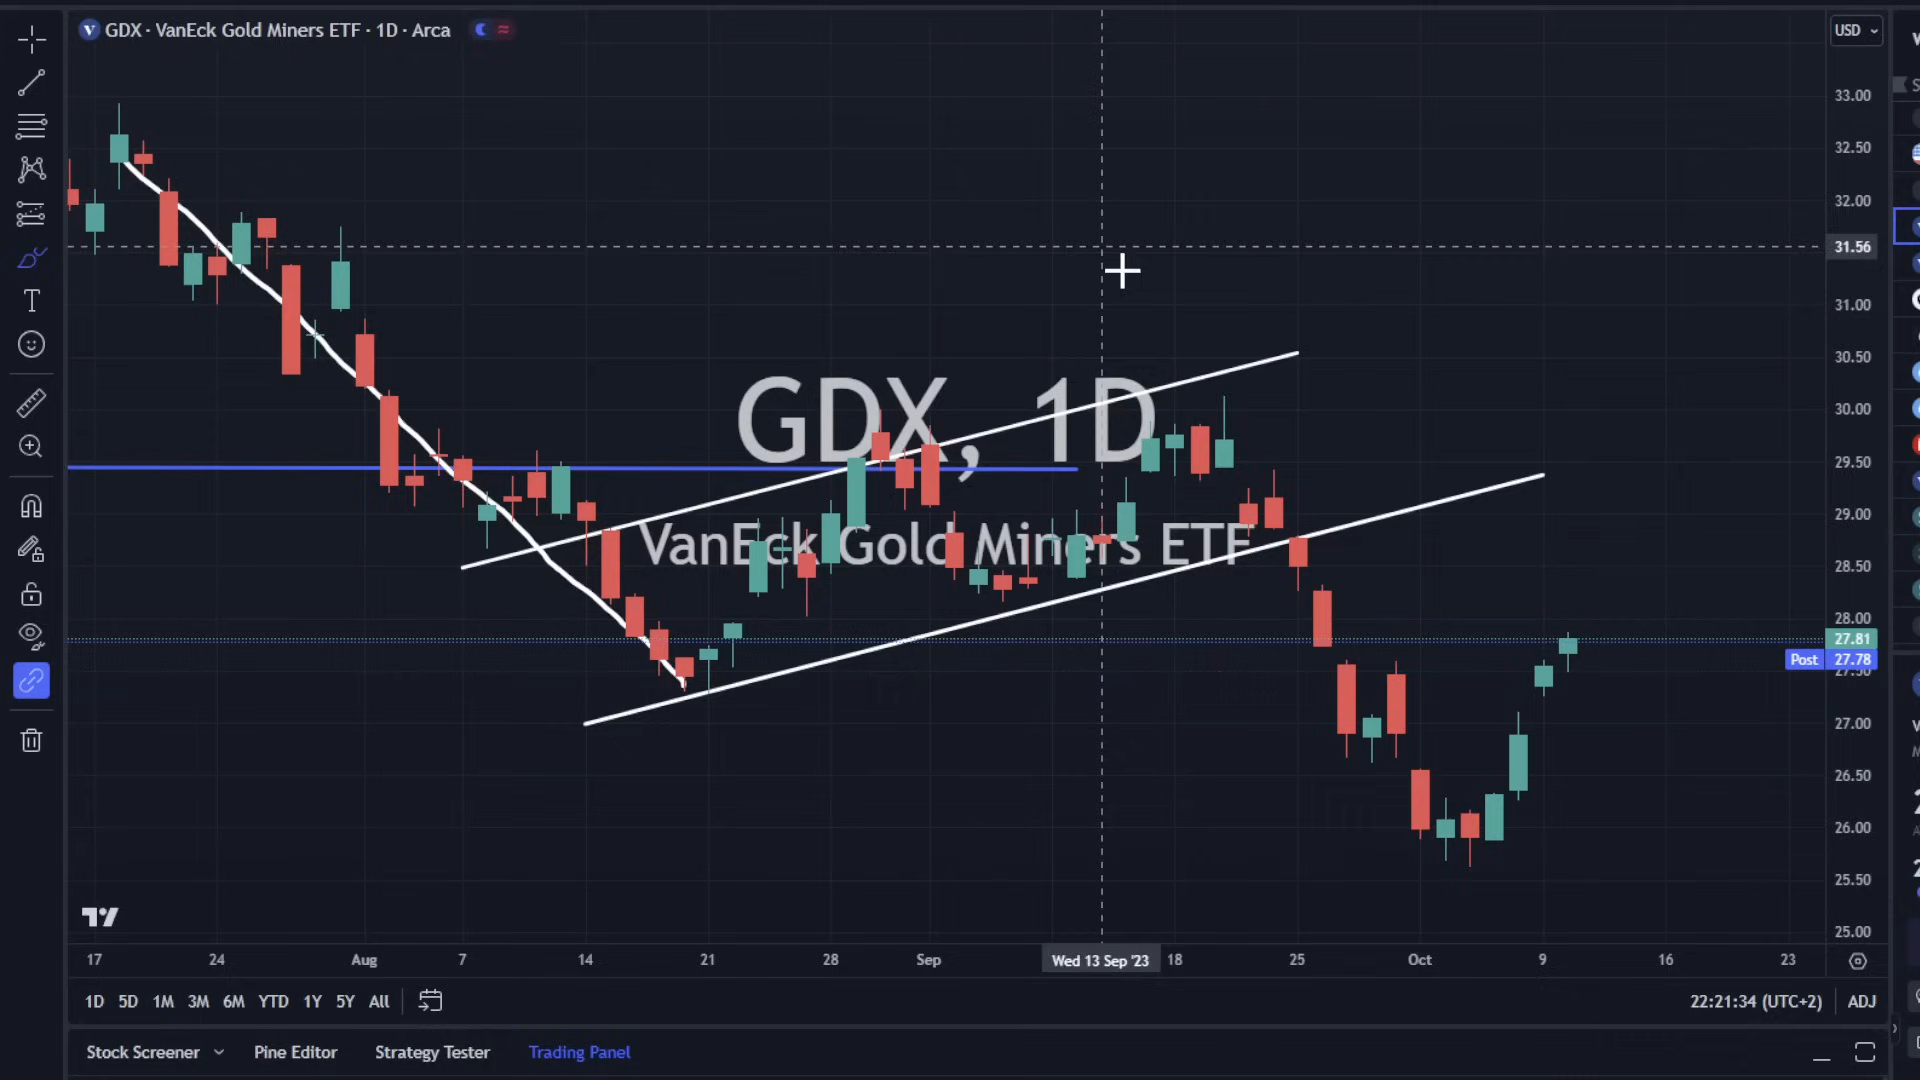 GDX · VanEck Gold Miners ETF · 1D · Arca
USD
33.00
32.50
32.00
31.56
31.00
30.50
30.00
29.50
29.00
28.50
28.00
27.81
Post 27.78
27.00
26.50
26.00
25.50
25.00
GDX, 1D
VanEck Gold Miners ETF
17 24 Aug 7 14 21 28 Sep Wed 13 Sep '23 18 25 Oct 9 16 23
1D 5D 1M 3M 6M YTD 1Y 5Y All 22:21:34 (UTC+2) ADJ
Stock Screener Pine Editor Strategy Tester Trading Panel